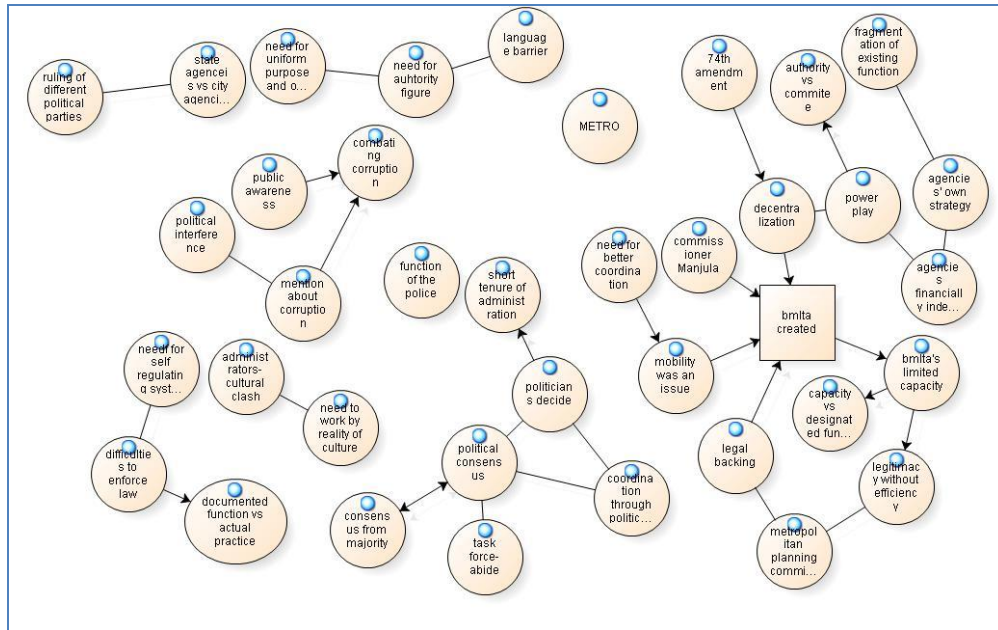 ruling of
different
political
parties
state
agencei
s vs city
agenci...
need for
uniform
purpose
and o...
need for
auhtority
figure
languag
e barrier
METRO
74th
amendm
ent
authority
vs
commite
e
fragment
ation of
existing
function
combati
ng
corruptio
n
public
awarene
ss
political
interfere
nce
mention
about
corruptio
n
function
of the
police
short
tenure of
administ
ration
need for
better
coordina
tion
commiss
ioner
Manjula
decentra
lization
power
play
agencie
s' own
strategy
agencie
s
financiall
y inde...
bmlta
created
mobility
was an
issue
bmlta's
limited
capacity
capacity
vs
designat
ed fun...
legitimac
y without
efficienc
y
legal
backing
metropol
itan
planning
commi...
needf for
self
regulatin
g syst...
administ
rators-
cultural
clash
need to
work by
reality of
culture
difficultie
s to
enforce
law
documented
function vs
actual
practice
politician
s decide
political
consens
us
consens
us from
majority
task
force-
abide
coordina
tion
through
politic...